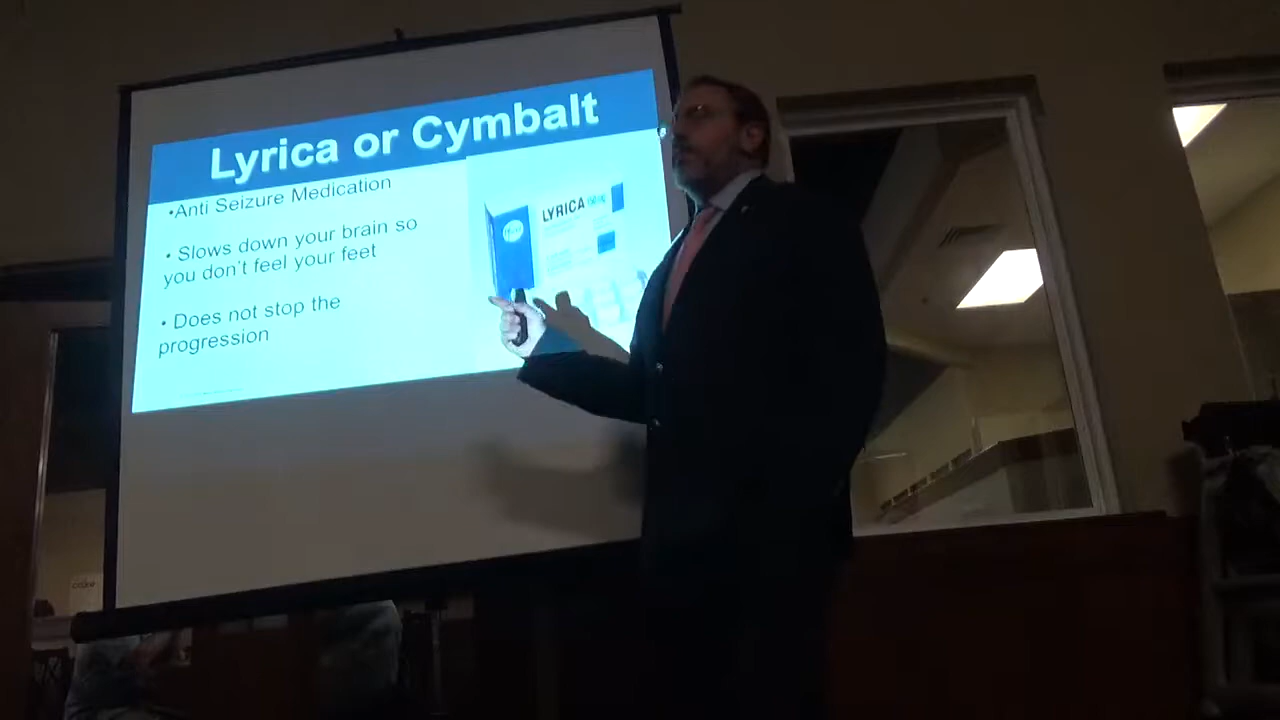 Lyrica or Cymbalt
•Anti Seizure Medication
• Slows down your brain so
you don't feel your feet
• Does not stop the
progression
LYRICA
Pfizer